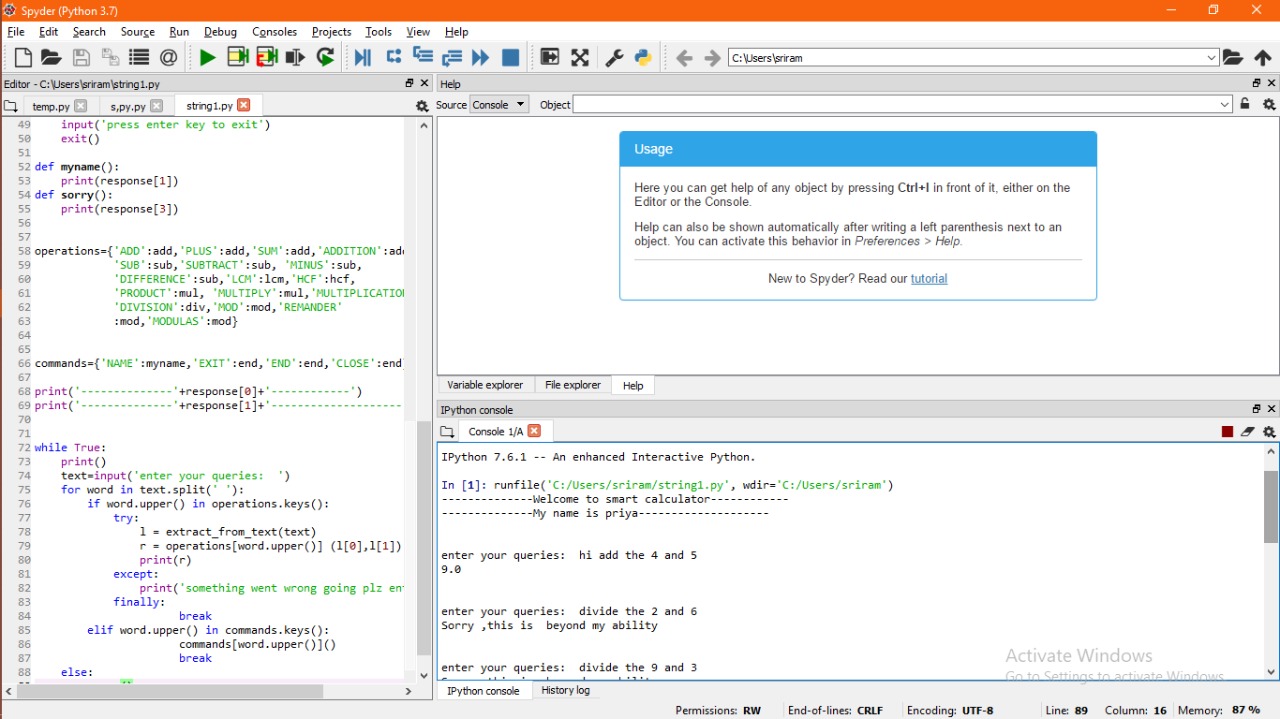 Spyder (Python 3.7)
File Edit Search Source Run Debug Consoles Projects Tools View Help
C:\Users\sriram
Editor - C:\Users\sriram\string1.py
temp.py s,py.py string1.py
49 input('press enter key to exit')
50 exit()
51
52 def myname():
53 print(response[1])
54 def sorry():
55 print(response[3])
56
57
58 operations={'ADD':add,'PLUS':add,'SUM':add,'ADDITION':add
59 'SUB':sub,'SUBTRACT':sub, 'MINUS':sub,
60 'DIFFERENCE':sub,'LCM':lcm,'HCF':hcf,
61 'PRODUCT':mul, 'MULTIPLY':mul,'MULTIPLICATION
62 'DIVISION':div,'MOD':mod,'REMANDER'
63 :mod,'MODULAS':mod}
64
65
66 commands={'NAME':myname,'EXIT':end,'END':end,'CLOSE':end
67
68 print('--------------'+response[0]+'------------')
69 print('--------------'+response[1]+'--------------------
70
71
72 while True:
73 print()
74 text=input('enter your queries:  ')
75 for word in text.split(' '):
76 if word.upper() in operations.keys():
77 try:
78 l = extract_from_text(text)
79 r = operations[word.upper()] (l[0],l[1])
80 print(r)
81 except:
82 print('something went wrong going plz en
83 finally:
84 break
85 elif word.upper() in commands.keys():
86 commands[word.upper()]()
87 break
88 else:
Help
Source Console Object
Usage
Here you can get help of any object by pressing Ctrl+I in front of it, either on the
Editor or the Console.
Help can also be shown automatically after writing a left parenthesis next to an
object. You can activate this behavior in Preferences > Help.
New to Spyder? Read our tutorial
Variable explorer File explorer Help
IPython console
Console 1/A
IPython 7.6.1 -- An enhanced Interactive Python.
In [1]: runfile('C:/Users/sriram/string1.py', wdir='C:/Users/sriram')
--------------Welcome to smart calculator------------
--------------My name is priya--------------------
enter your queries:  hi add the 4 and 5
9.0
enter your queries:  divide the 2 and 6
Sorry ,this is  beyond my ability
enter your queries:  divide the 9 and 3
Activate Windows
Go to Settings to activate Windows.
IPython console History log
Permissions: RW End-of-lines: CRLF Encoding: UTF-8 Line: 89 Column: 16 Memory: 87 %